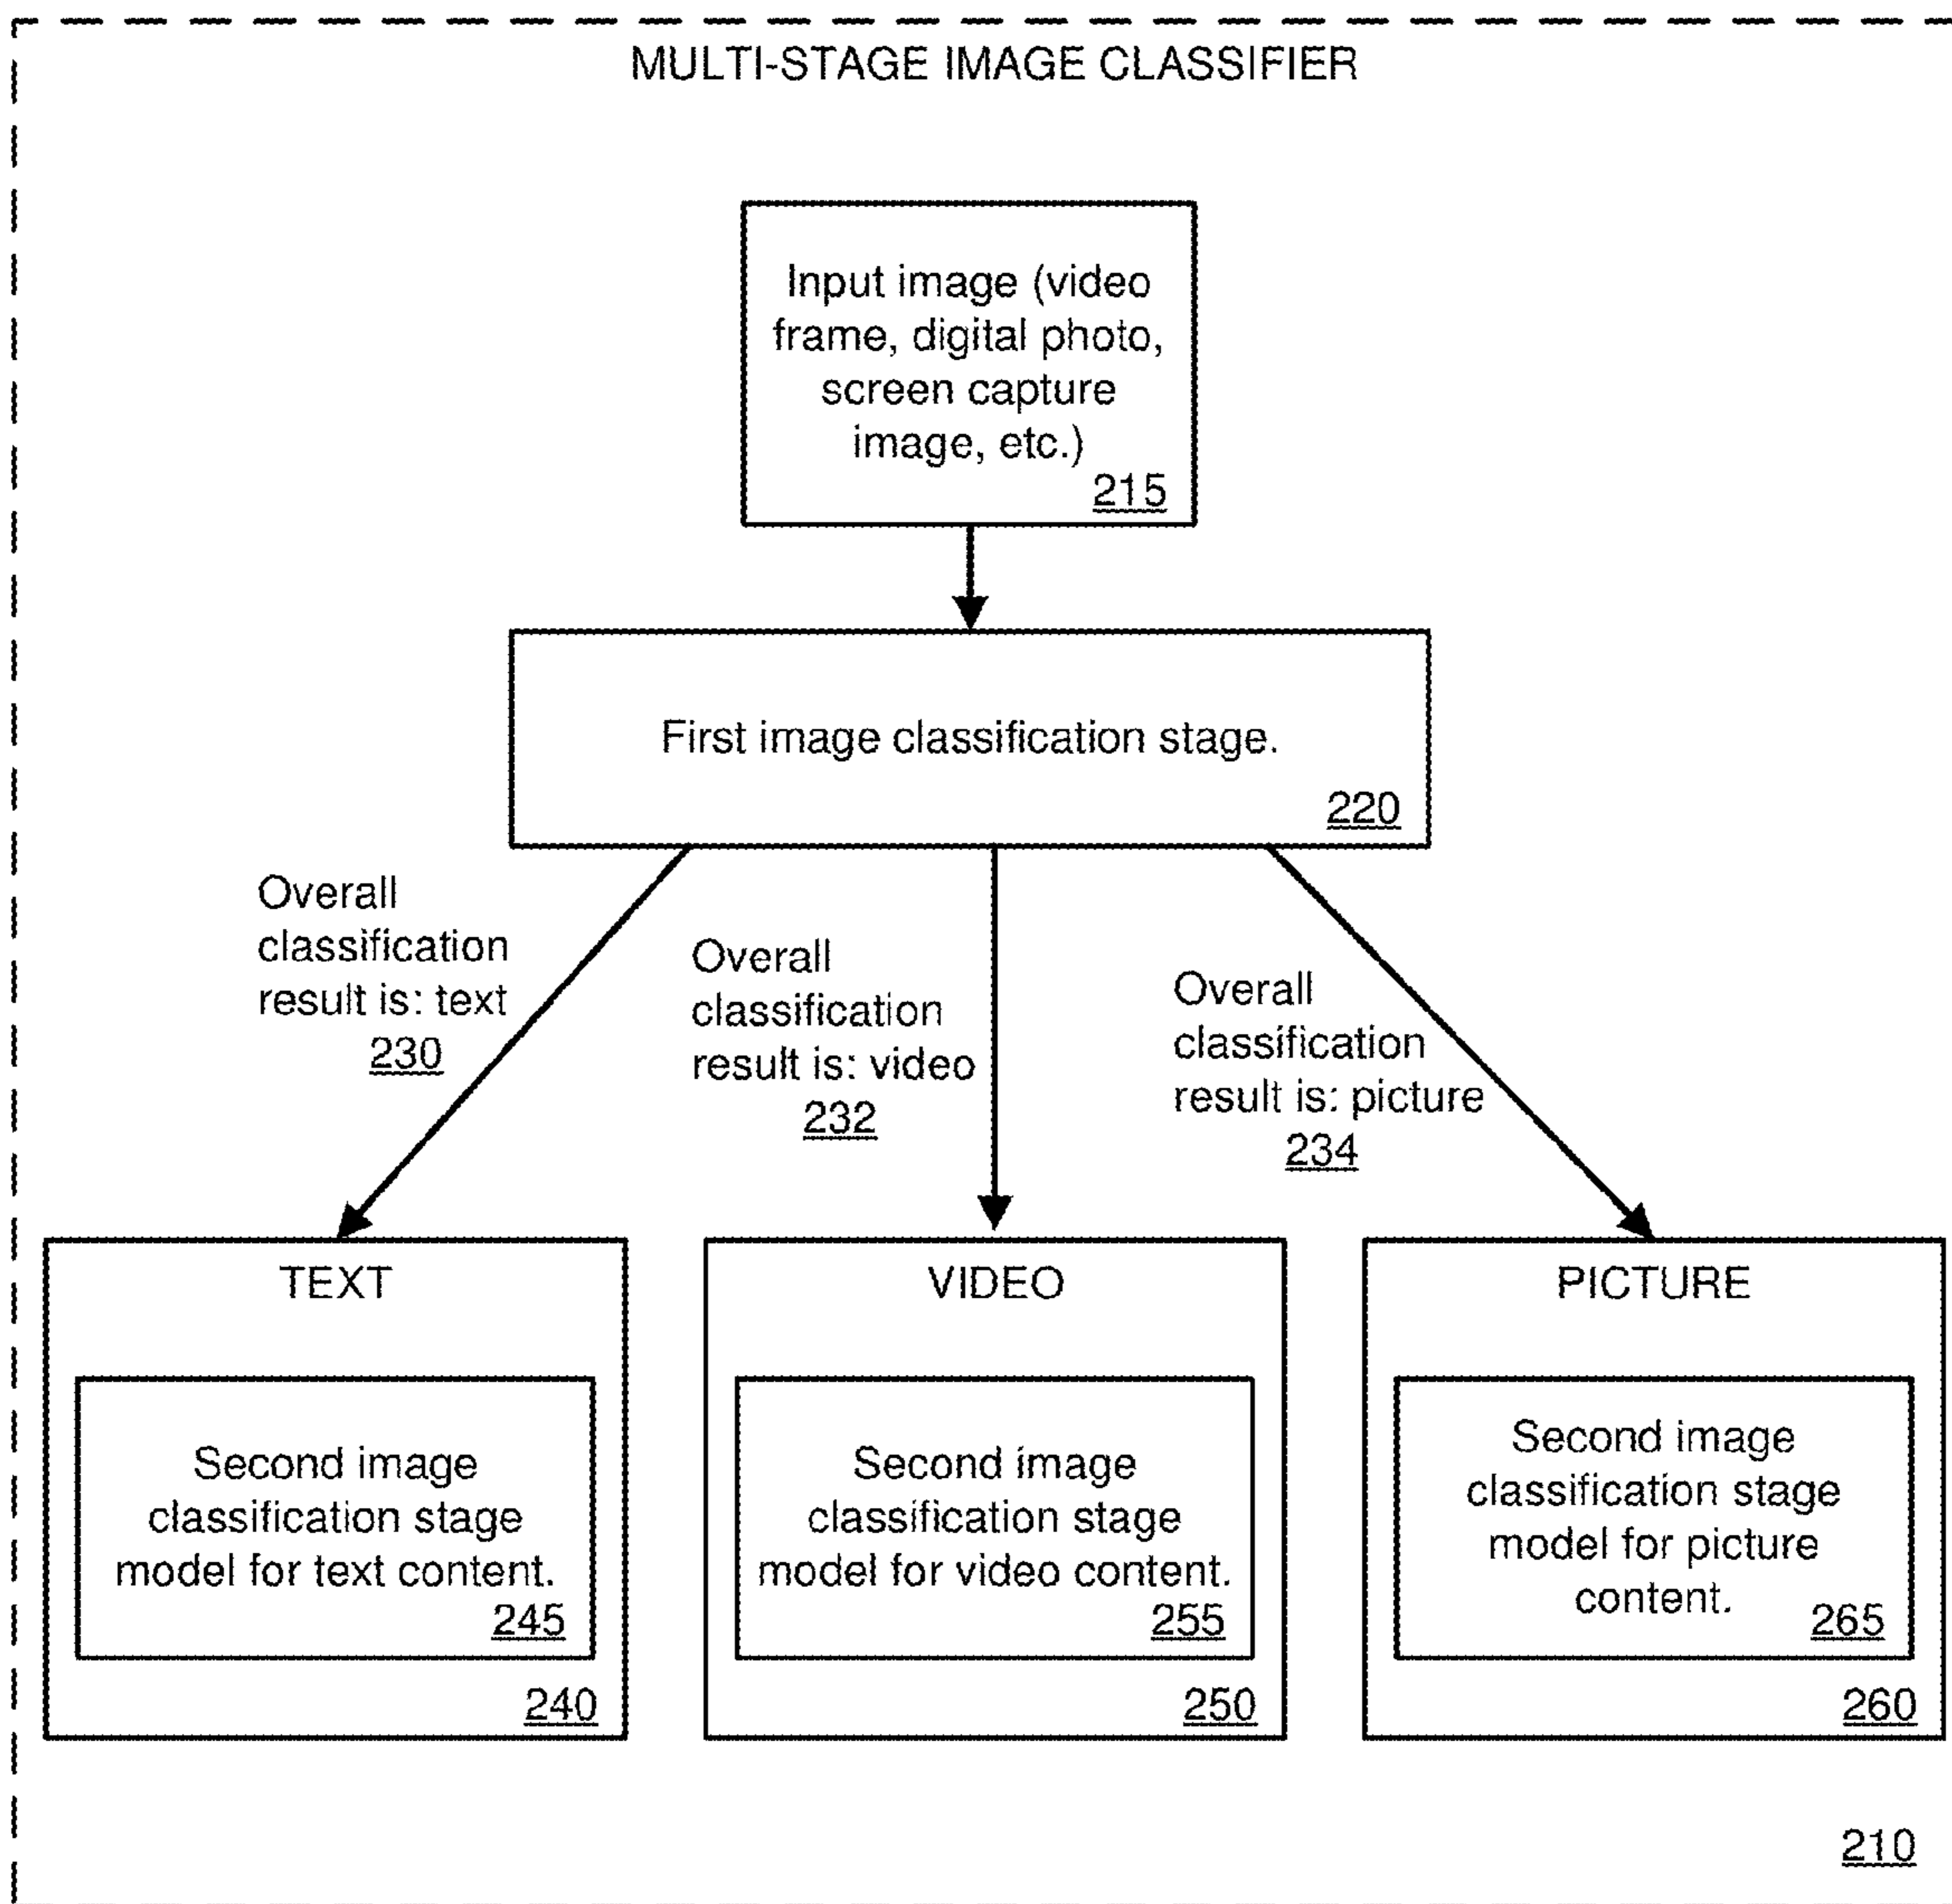 MULTI-STAGE IMAGE CLASSIFIER
Input image (video
frame, digital photo,
screen capture
image, etc.)
215
First image classification stage.
220
Overall
classification
result is: text
230
Overall
classification
result is: video
232
Overall
classification
result is: picture
234
TEXT
Second image
classification stage
model for text content.
245
240
VIDEO
Second image
classification stage
model for video content.
255
250
PICTURE
Second image
classification stage
model for picture
content.
265
260
210